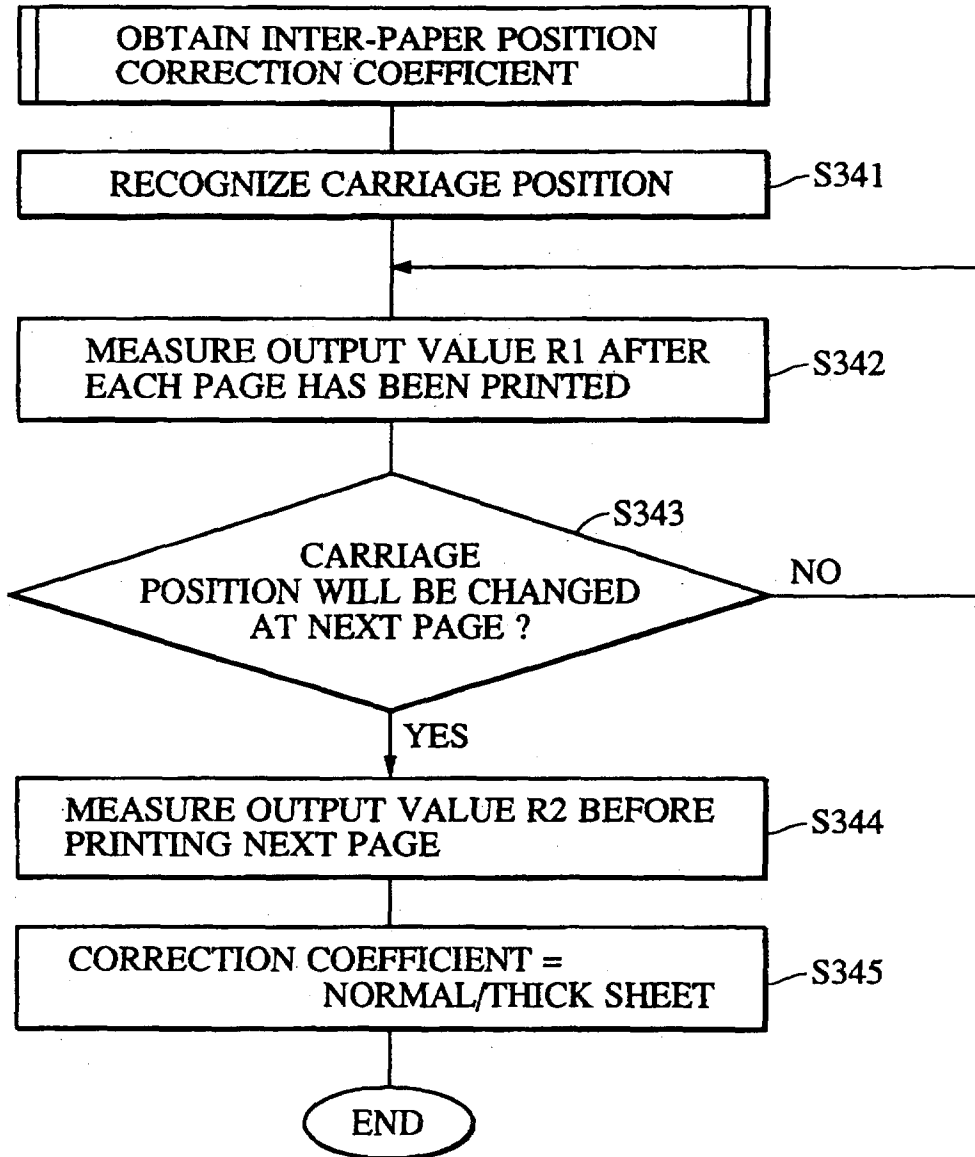 OBTAIN INTER-PAPER POSITION
CORRECTION COEFFICIENT
RECOGNIZE CARRIAGE POSITION
S341
MEASURE OUTPUT VALUE R1 AFTER
EACH PAGE HAS BEEN PRINTED
S342
S343
CARRIAGE
POSITION WILL BE CHANGED
AT NEXT PAGE ?
NO
YES
MEASURE OUTPUT VALUE R2 BEFORE
PRINTING NEXT PAGE
S344
CORRECTION COEFFICIENT =
NORMAL/THICK SHEET
S345
END